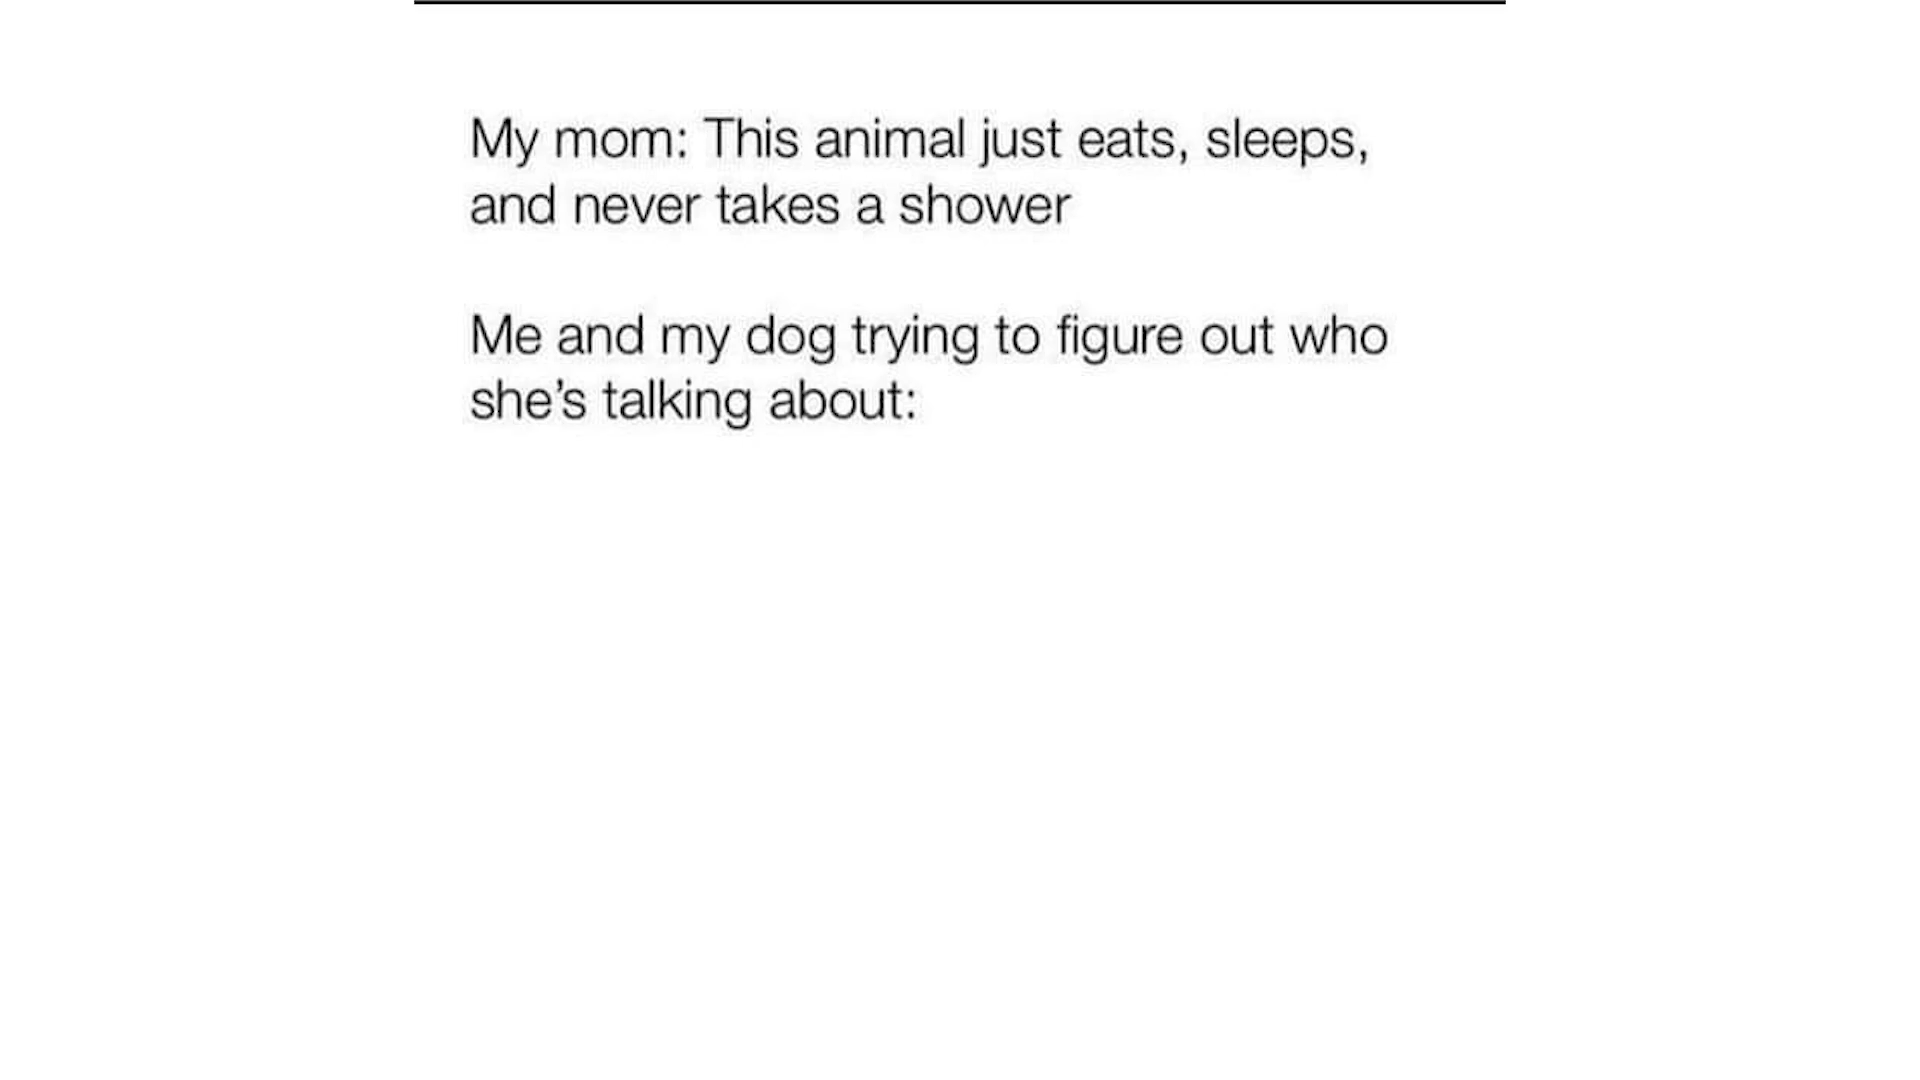 My mom: This animal just eats, sleeps,
and never takes a shower
Me and my dog trying to figure out who
she’s talking about: